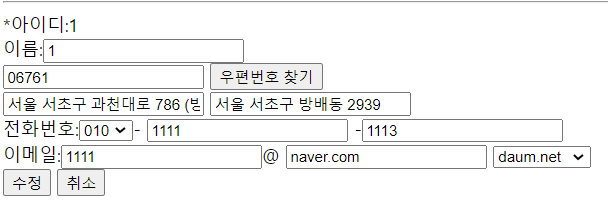 *아이디:1
이름: 1
06761 우편번호 찾기
서울 서초구 과천대로 786 ( 서울 서초구 방배동 2939
전화번호: 010 - 1111 - 1113
이메일: 1111 @ naver.com daum.net
수정 취소